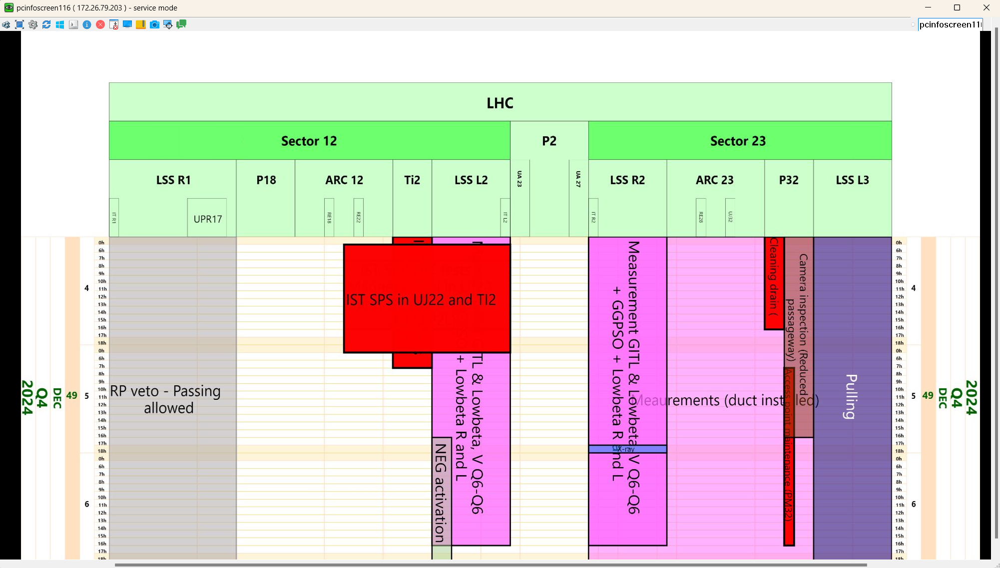 pcinfoscreen116 ( 172.26.79.203 ) - service mode
pcinfoscreen11
LHC
Sector 12
P2
Sector 23
LSS R1
P18
ARC 12
Ti2
LSS L2
UA 23
UA 27
LSS R2
ARC 23
P32
LSS L3
IT R1
UPR17
RE18
RE22
IT L2
IT R2
RE28
UJ32
2024
Q4
DEC
49
4
0h
6h
7h
8h
9h
10h
11h
12h
13h
14h
15h
16h
17h
18h
5
0h
6h
7h
8h
9h
10h
11h
12h
13h
14h
15h
16h
17h
18h
6
0h
6h
7h
8h
9h
10h
11h
12h
13h
14h
15h
16h
17h
18h
RP veto - Passing
allowed
IST SPS in UJ22 and TI2
TL & Lowbeta, V Q6-Q6
+ Lowbeta R and L
NEG activation
Measurement GITL & Lowbeta, V Q6-Q6
+ GGPSO + Lowbeta R and L
X-ray
Cleaning drain (
Camera inspection (Reduced
passageway)
Access point maintenance (PM32)
Pulling
0h
6h
7h
8h
9h
10h
11h
12h
13h
14h
15h
16h
17h
18h
4
0h
6h
7h
8h
9h
10h
11h
12h
13h
14h
15h
16h
17h
18h
5
0h
6h
7h
8h
9h
10h
11h
12h
13h
14h
15h
16h
17h
18h
6
49
DEC
Q4
2024